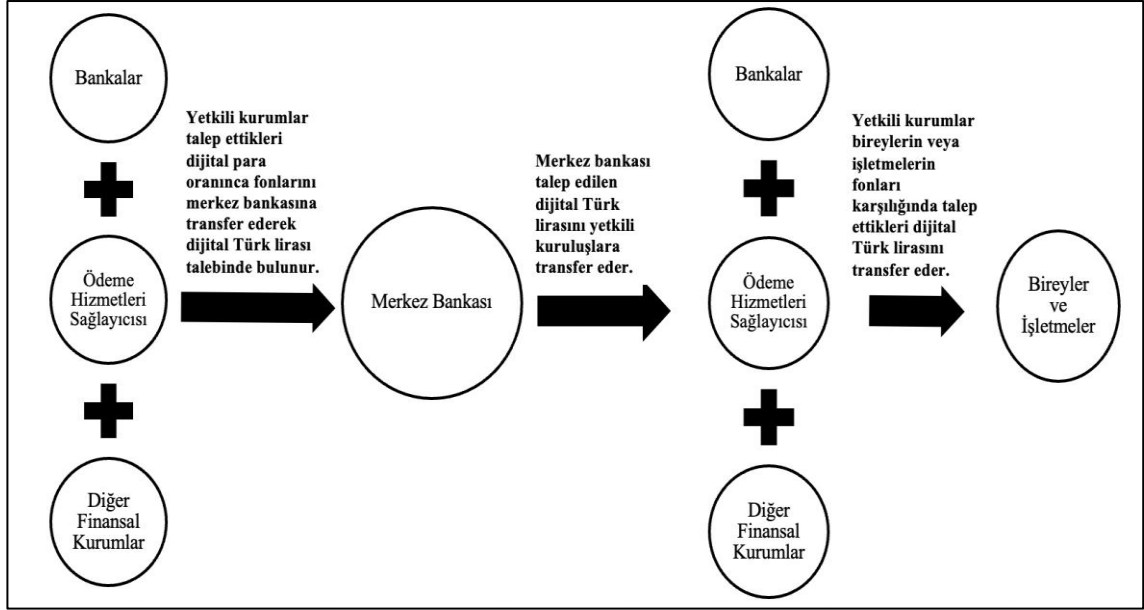 Bankalar
Ödeme
Hizmetleri
Sağlayıcısı
Diğer
Finansal
Kurumlar
Yetkili kurumlar
talep ettikleri
dijital para
oranınca fonlarını
merkez bankasına
transfer ederek
dijital Türk lirası
talebinde bulunur.
Merkez Bankası
Merkez bankası
talep edilen
dijital Türk
lirasını yetkili
kuruluşlara
transfer eder.
Bankalar
Ödeme
Hizmetleri
Sağlayıcısı
Diğer
Finansal
Kurumlar
Yetkili kurumlar
bireylerin veya
işletmelerin
fonları
karşılığında talep
ettikleri dijital
Türk lirasını
transfer eder.
Bireyler
ve
İşletmeler